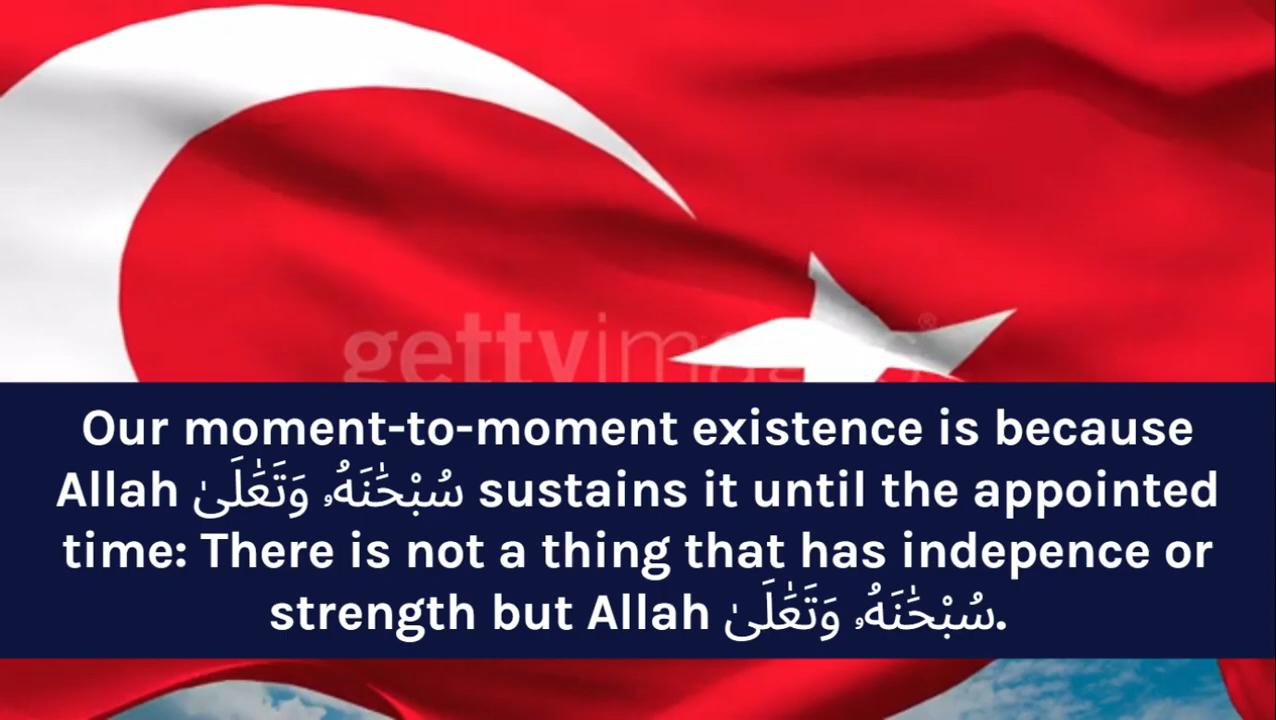 gettyimages®
Our moment-to-moment existence is because
Allah سُبْحَٰنَهُۥ وَتَعَٰلَىٰ sustains it until the appointed
time: There is not a thing that has indepence or
strength but Allah سُبْحَٰنَهُۥ وَتَعَٰلَىٰ.